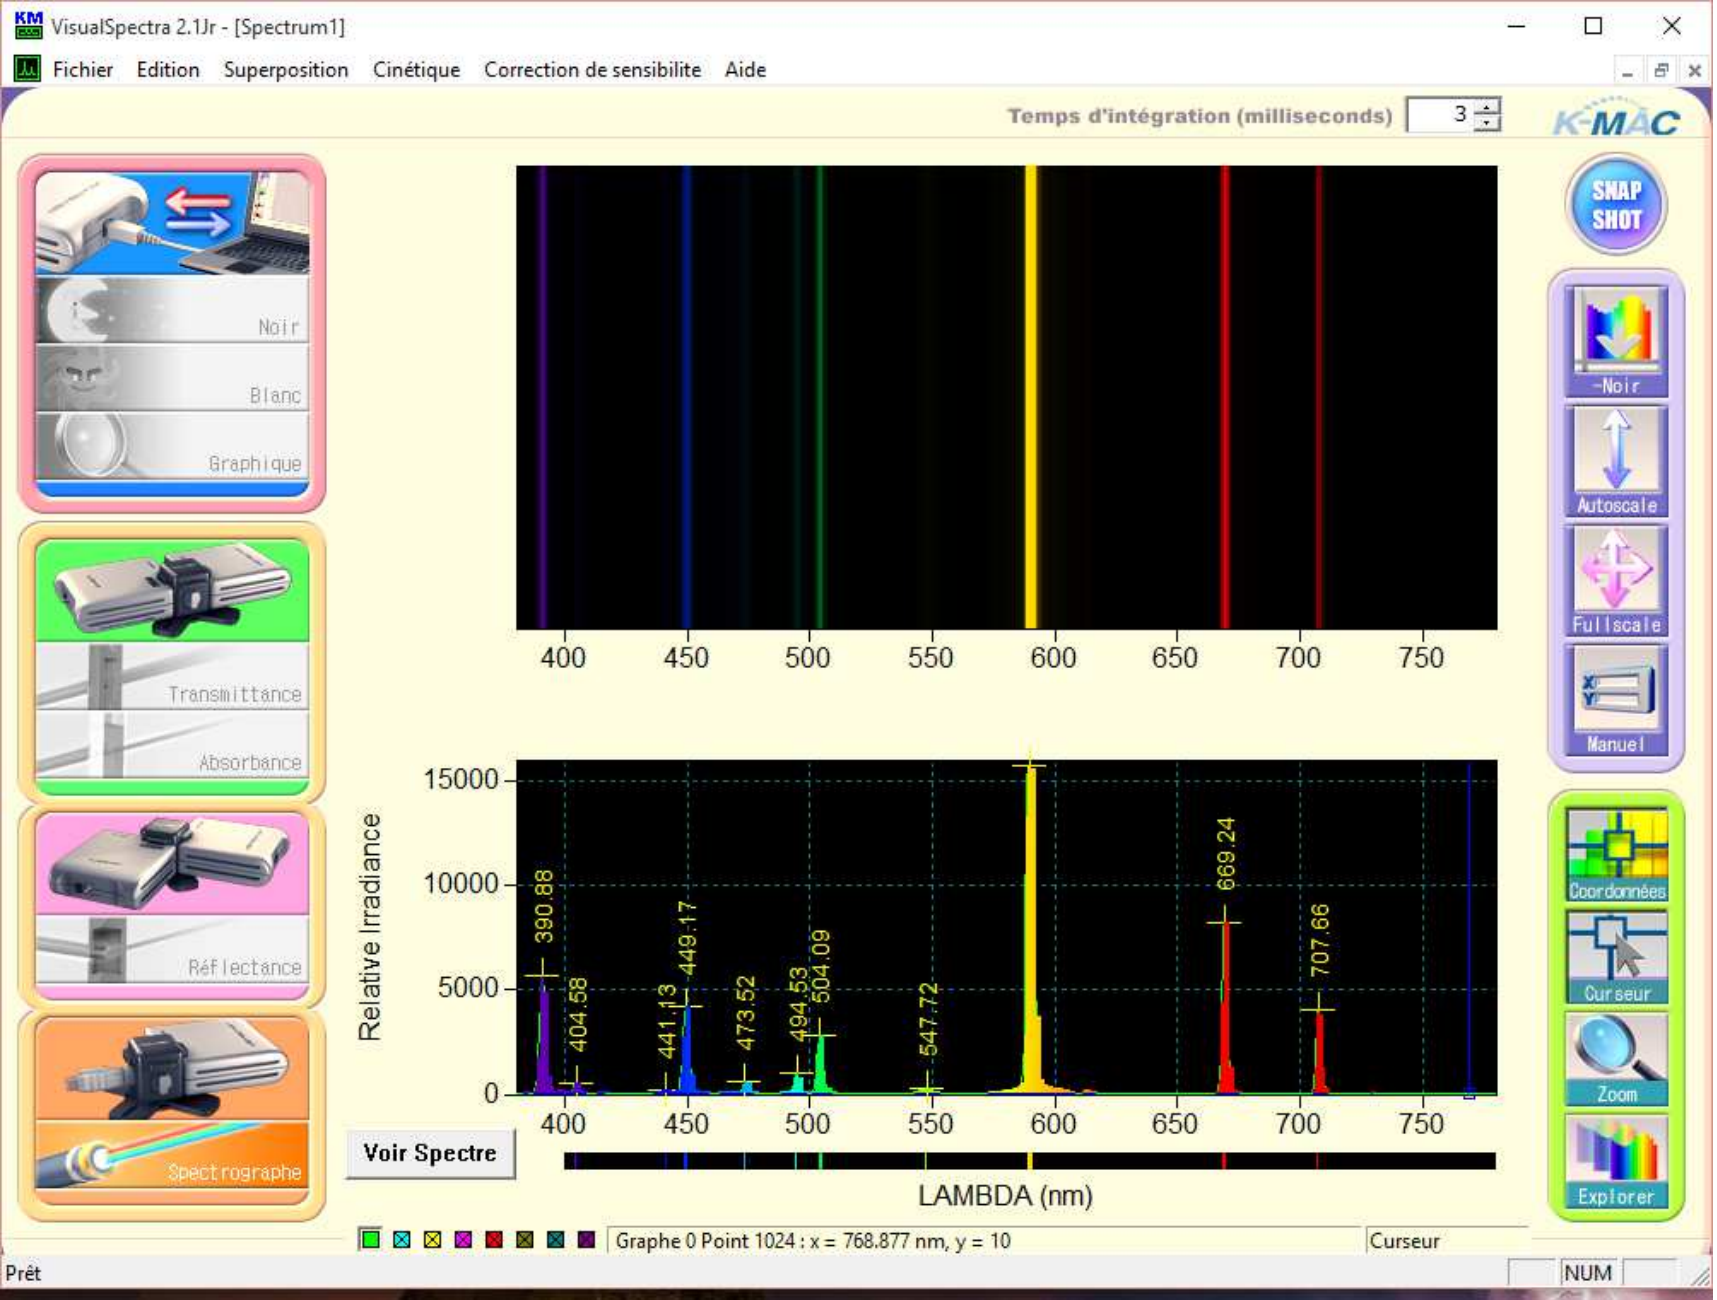 KM
VisualSpectra 2.1Jr - [Spectrum1]
Fichier Edition Superposition Cinétique Correction de sensibilite Aide
Temps d'intégration (milliseconds) 3
K-MAC
SNAP
SHOT
Noir
Blanc
Graphique
Transmittance
Absorbance
Réflectance
Spectrographe
400 450 500 550 600 650 700 750
Relative Irradiance
15000
10000
5000
0
390.88
404.58
441.13
449.17
473.52
494.53
504.09
547.72
669.24
707.66
400 450 500 550 600 650 700 750
Voir Spectre
LAMBDA (nm)
-Noir
Autoscale
Fullscale
X
Y
Manuel
Coordonnées
Curseur
Zoom
Explorer
Graphe 0 Point 1024 : x = 768.877 nm, y = 10
Curseur
Prêt
NUM